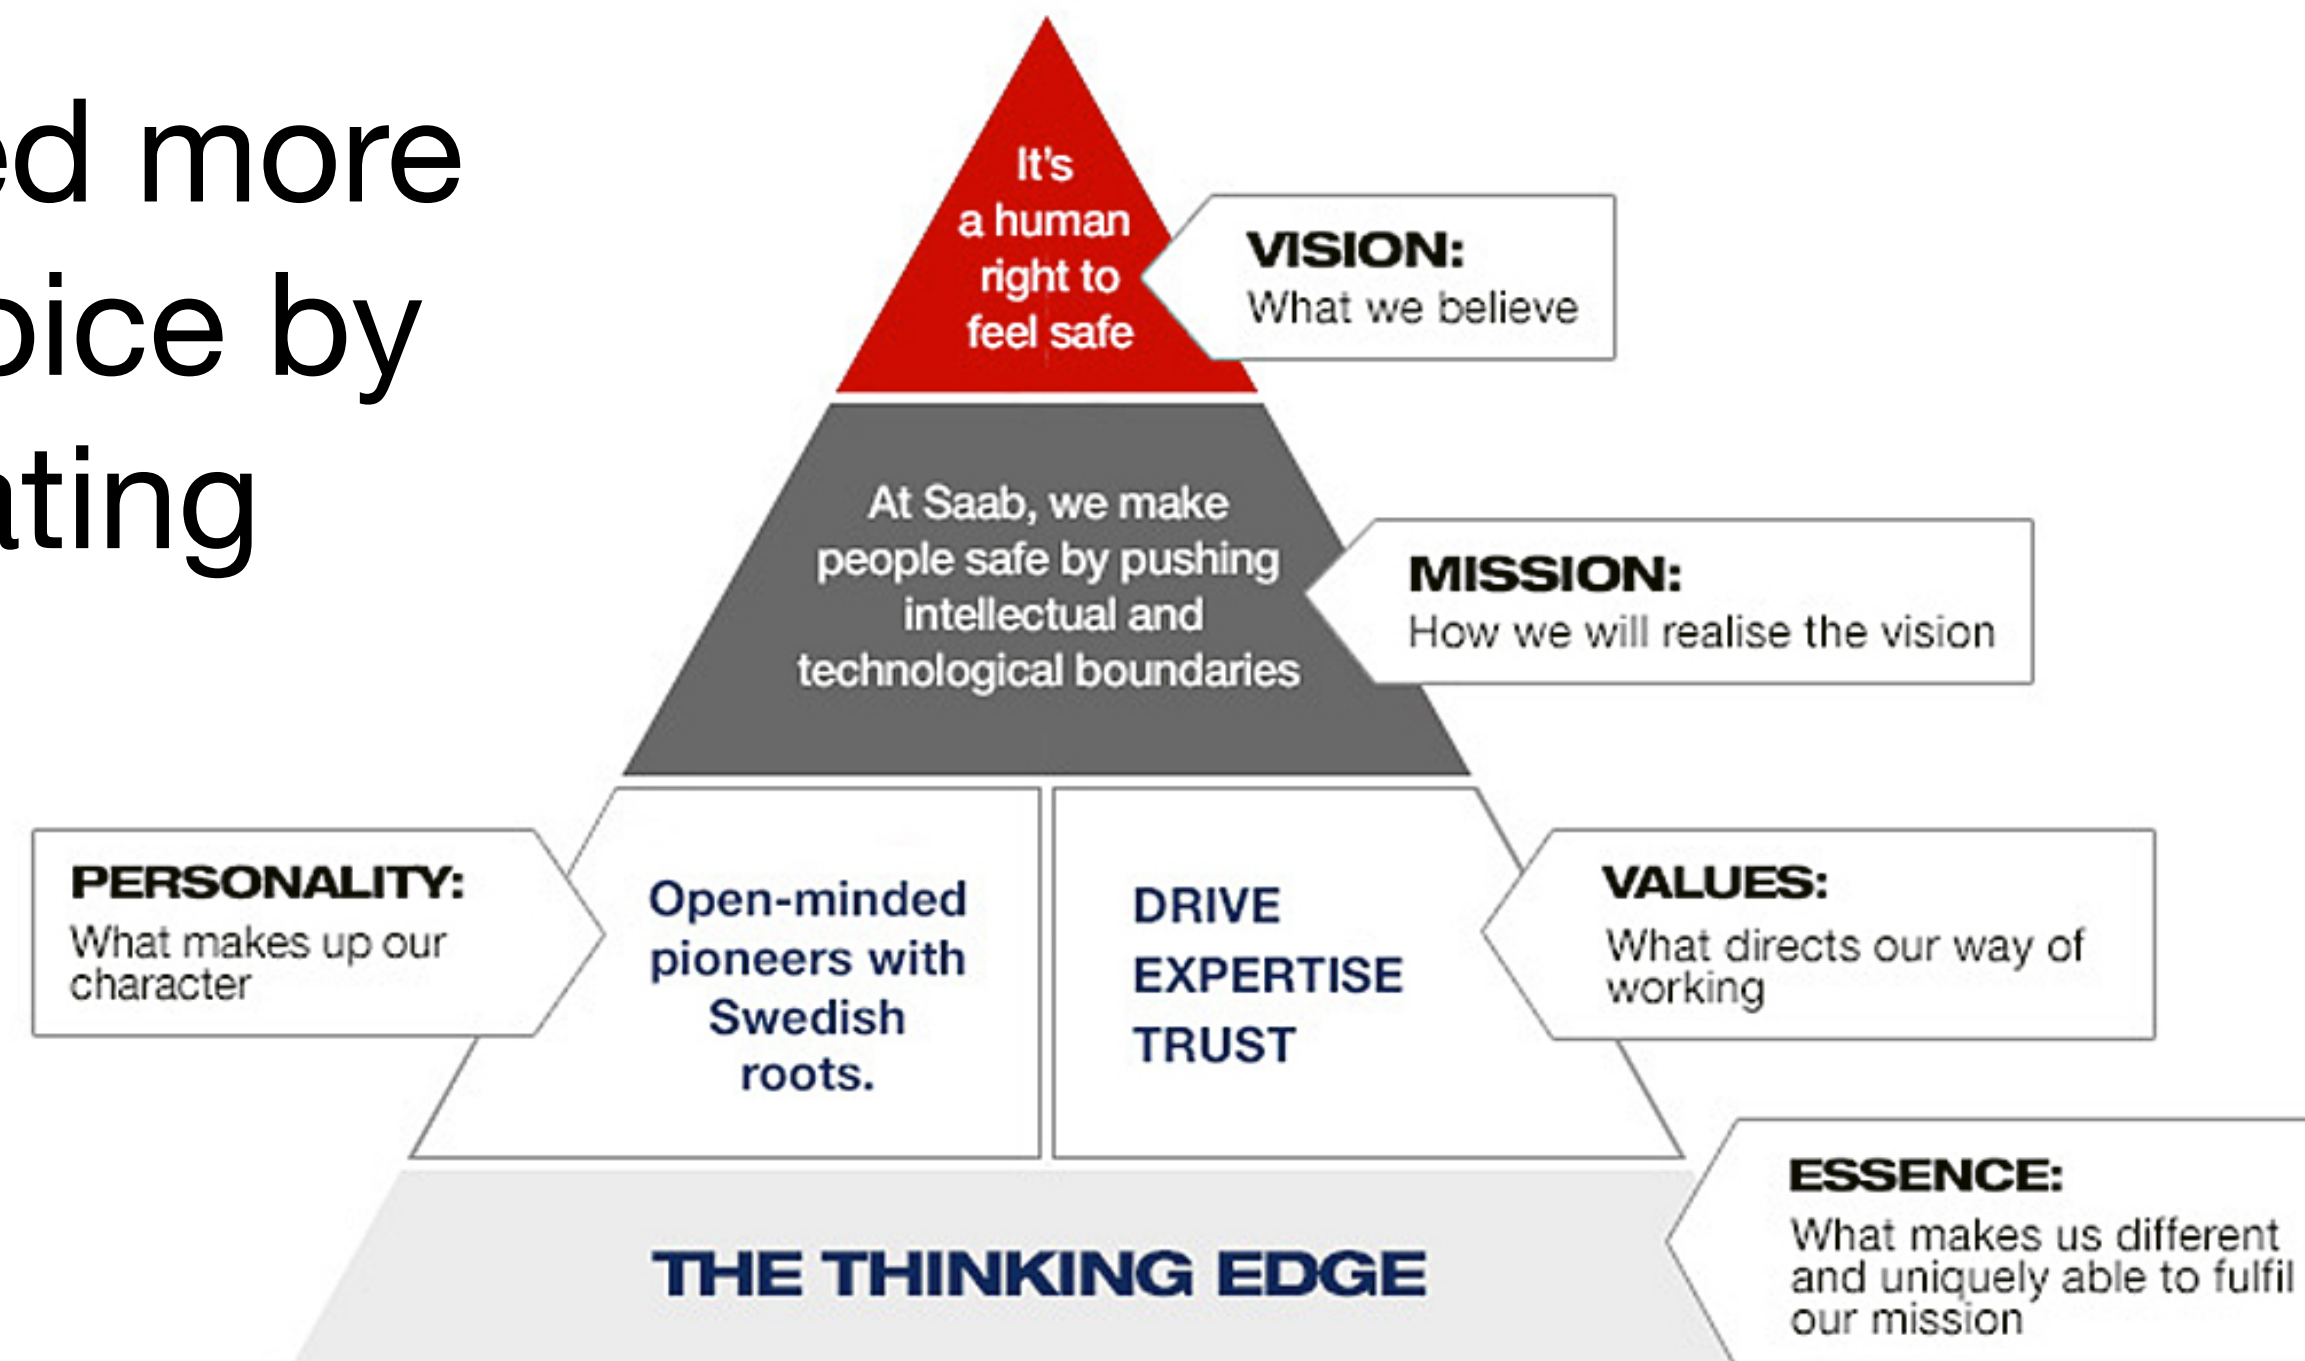 ed more
oice by
ating
It's
a human
right to
feel safe
VISION:
What we believe
At Saab, we make
people safe by pushing
intellectual and
technological boundaries
MISSION:
How we will realise the vision
PERSONALITY:
What makes up our
character
Open-minded
pioneers with
Swedish
roots.
DRIVE
EXPERTISE
TRUST
VALUES:
What directs our way of
working
THE THINKING EDGE
ESSENCE:
What makes us different
and uniquely able to fulfil
our mission